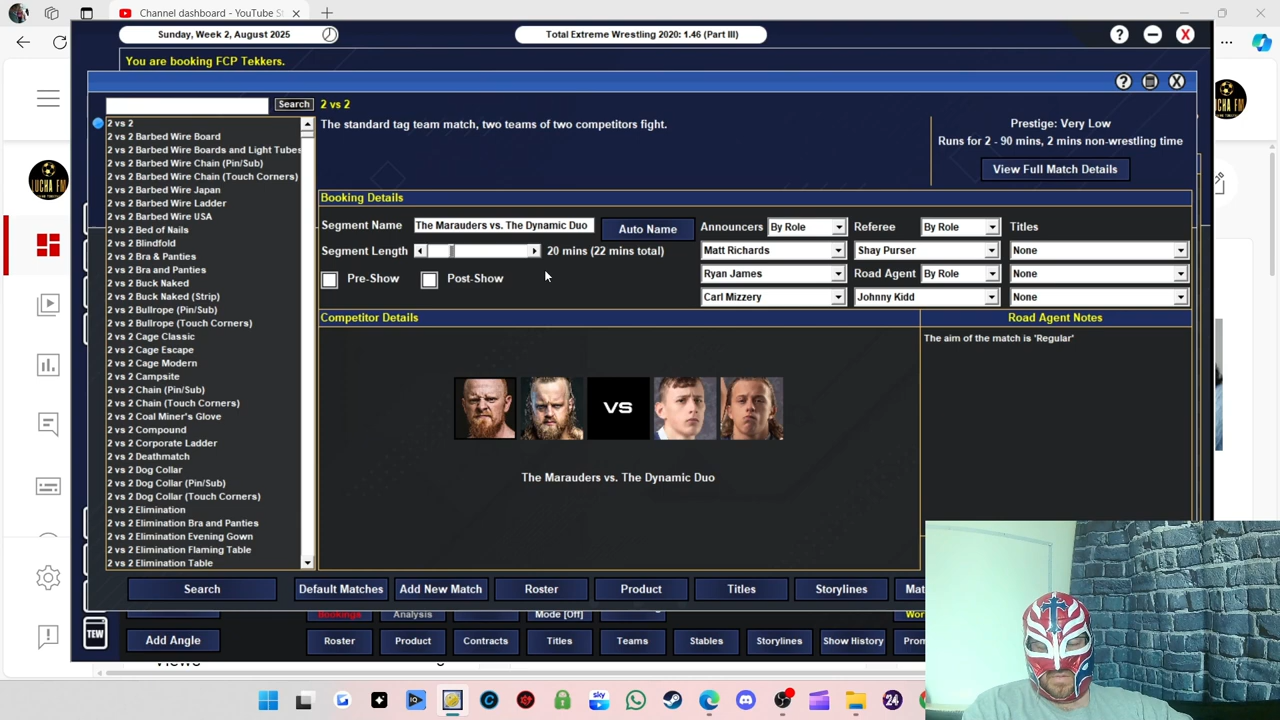 Channel dashboard - YouTube S
Sunday, Week 2, August 2025
Total Extreme Wrestling 2020: 1.46 (Part III)
You are booking FCP Tekkers.
Search
2 vs 2
2 vs 2
The standard tag team match, two teams of two competitors fight.
Prestige: Very Low
Runs for 2 - 90 mins, 2 mins non-wrestling time
View Full Match Details
2 vs 2 Barbed Wire Board
2 vs 2 Barbed Wire Boards and Light Tubes
2 vs 2 Barbed Wire Chain (Pin/Sub)
2 vs 2 Barbed Wire Chain (Touch Corners)
2 vs 2 Barbed Wire Japan
2 vs 2 Barbed Wire Ladder
2 vs 2 Barbed Wire USA
2 vs 2 Bed of Nails
2 vs 2 Blindfold
2 vs 2 Bra & Panties
2 vs 2 Bra and Panties
2 vs 2 Buck Naked
2 vs 2 Buck Naked (Strip)
2 vs 2 Bullrope (Pin/Sub)
2 vs 2 Bullrope (Touch Corners)
2 vs 2 Cage Classic
2 vs 2 Cage Escape
2 vs 2 Cage Modern
2 vs 2 Campsite
2 vs 2 Chain (Pin/Sub)
2 vs 2 Chain (Touch Corners)
2 vs 2 Coal Miner's Glove
2 vs 2 Compound
2 vs 2 Corporate Ladder
2 vs 2 Deathmatch
2 vs 2 Dog Collar
2 vs 2 Dog Collar (Pin/Sub)
2 vs 2 Dog Collar (Touch Corners)
2 vs 2 Elimination
2 vs 2 Elimination Bra and Panties
2 vs 2 Elimination Evening Gown
2 vs 2 Elimination Flaming Table
2 vs 2 Elimination Table
Booking Details
Segment Name The Marauders vs. The Dynamic Duo Auto Name
Segment Length 20 mins (22 mins total)
Pre-Show Post-Show
Announcers By Role Referee By Role Titles
Matt Richards Shay Purser None
Ryan James Road Agent By Role None
Carl Mizzery Johnny Kidd None
Competitor Details
Road Agent Notes
The aim of the match is 'Regular'
VS
The Marauders vs. The Dynamic Duo
Search Default Matches Add New Match Roster Product Titles Storylines Mat
Bookings Analysis Mode [Off] Wor
TEW
Add Angle Roster Product Contracts Titles Teams Stables Storylines Show History Prom
Views
LUCHA FM
sky
24